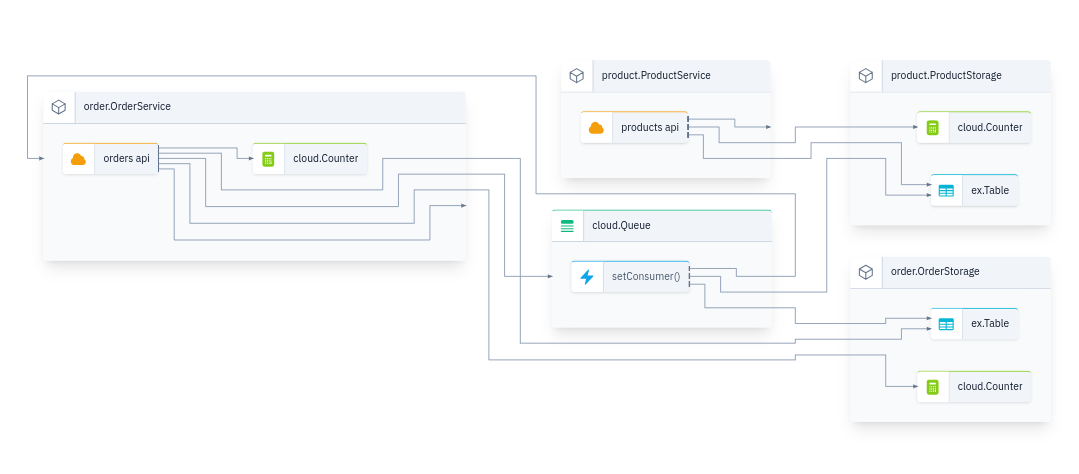 order.OrderService
orders api
cloud.Counter
product.ProductService
products api
cloud.Queue
setConsumer()
product.ProductStorage
cloud.Counter
ex.Table
order.OrderStorage
ex.Table
cloud.Counter